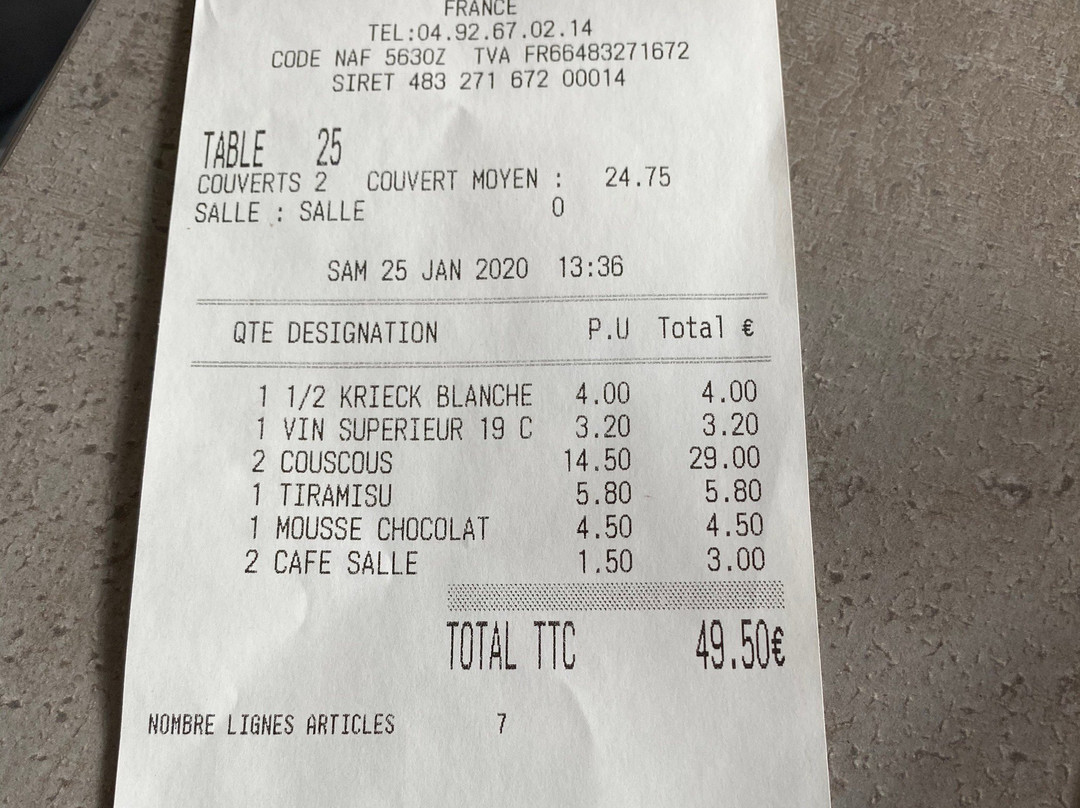 FRANCE
TEL:04.92.67.02.14
CODE NAF 5630Z TVA FR66483271672
SIRET 483 271 672 00014
TABLE 25
COUVERTS 2 COUVERT MOYEN : 24.75
SALLE : SALLE 0
SAM 25 JAN 2020 13:36
QTE DESIGNATION P.U Total €
1 1/2 KRIECK BLANCHE 4.00 4.00
1 VIN SUPERIEUR 19 C 3.20 3.20
2 COUSCOUS 14.50 29.00
1 TIRAMISU 5.80 5.80
1 MOUSSE CHOCOLAT 4.50 4.50
2 CAFE SALLE 1.50 3.00
TOTAL TTC 49.50€
NOMBRE LIGNES ARTICLES 7